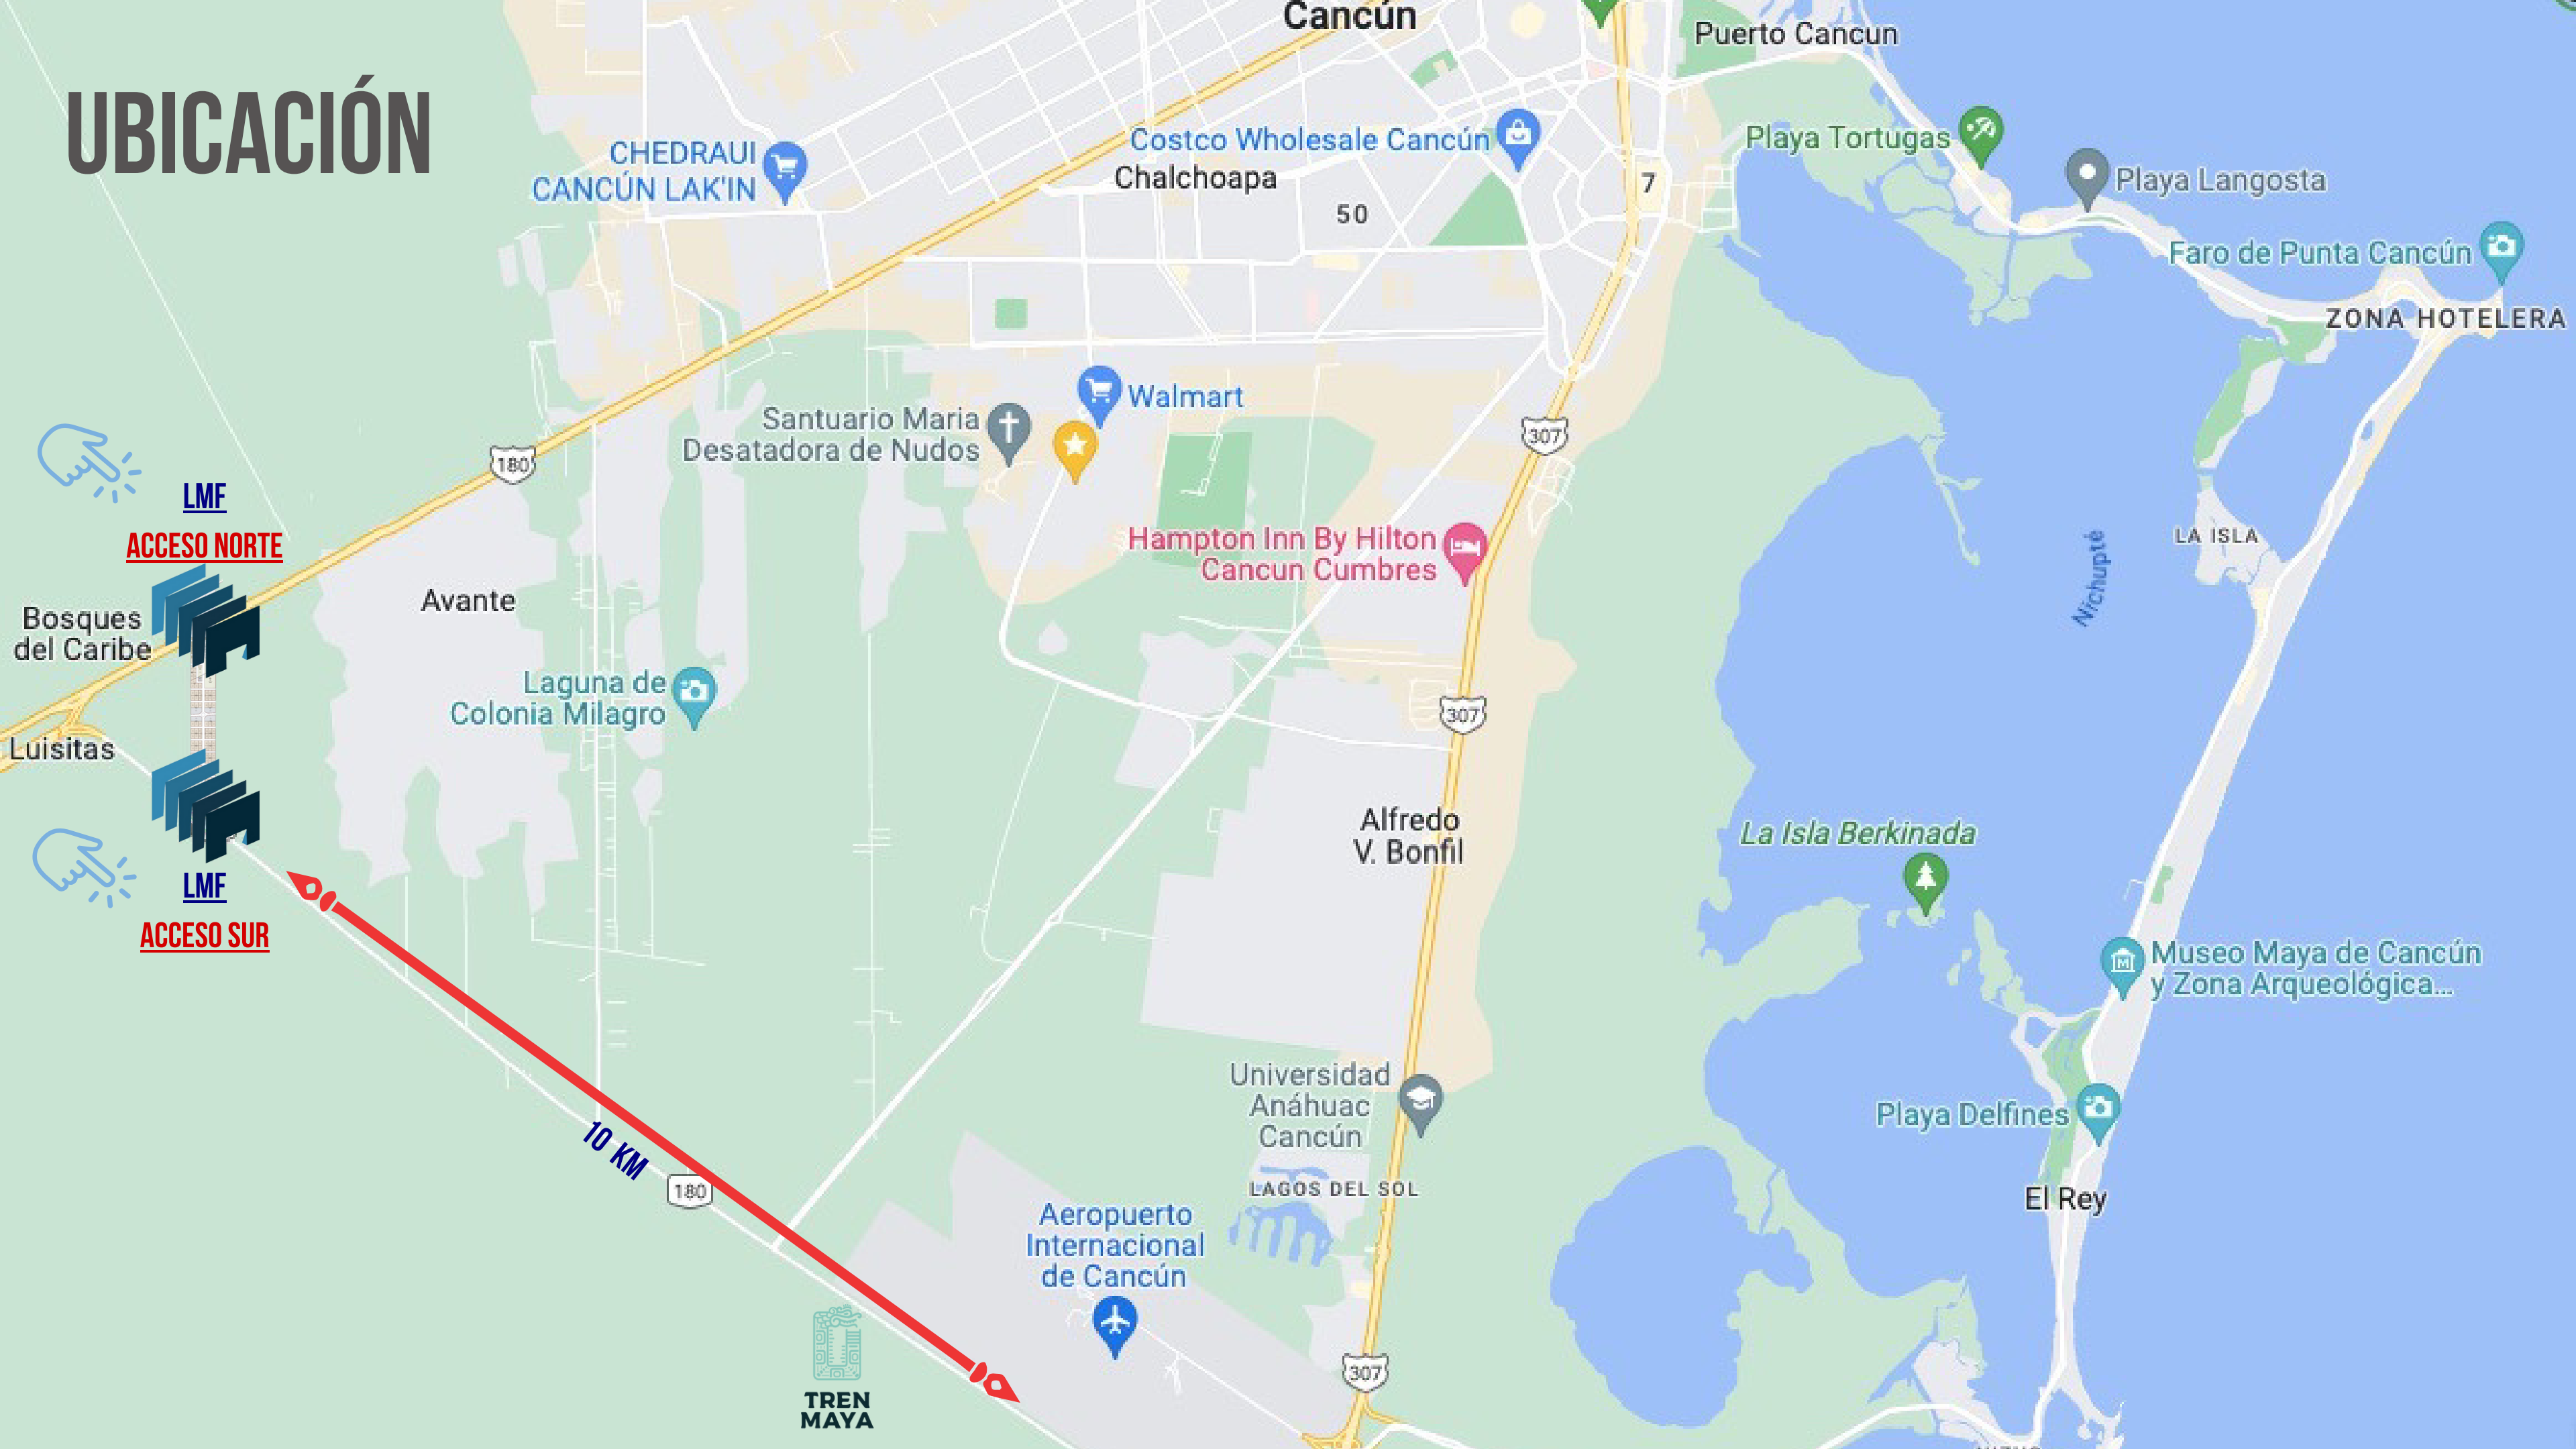 Cancún
Puerto Cancun
UBICACIÓN
CHEDRAUI
CANCÚN LAK'IN
Costco Wholesale Cancún
Chalchoapa
50
7
Playa Tortugas
Playa Langosta
Faro de Punta Cancún
ZONA HOTELERA
Walmart
Santuario Maria
Desatadora de Nudos
307
180
LMF
ACCESO NORTE
Hampton Inn By Hilton
Cancun Cumbres
LA ISLA
Nichupté
Avante
Bosques
del Caribe
Laguna de
Colonia Milagro
307
Luisitas
Alfredo
V. Bonfil
La Isla Berkinada
LMF
ACCESO SUR
Museo Maya de Cancún
y Zona Arqueológica...
Universidad
Anáhuac
Cancún
Playa Delfines
10 KM
180
LAGOS DEL SOL
El Rey
Aeropuerto
Internacional
de Cancún
307
TREN
MAYA